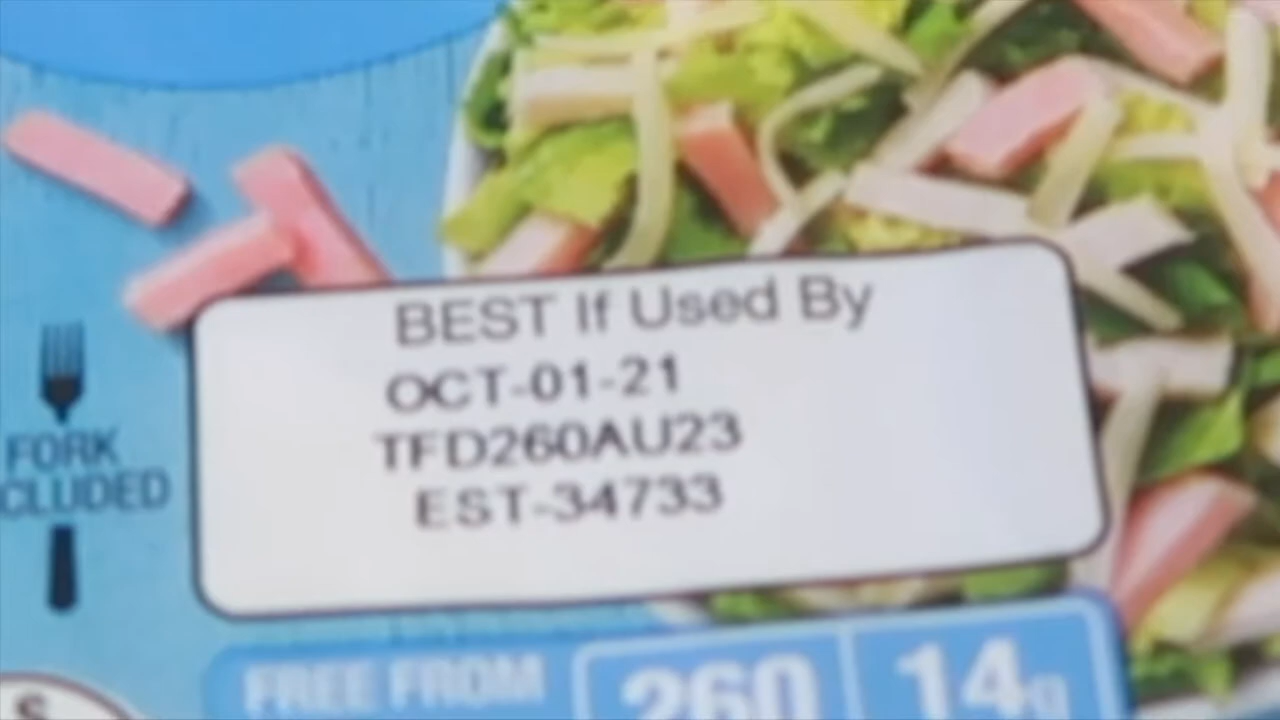 BEST If Used By
OCT-01-21
TFD260AU23
EST-34733
FORK
CLUDED
FREE FROM
260
14g
S